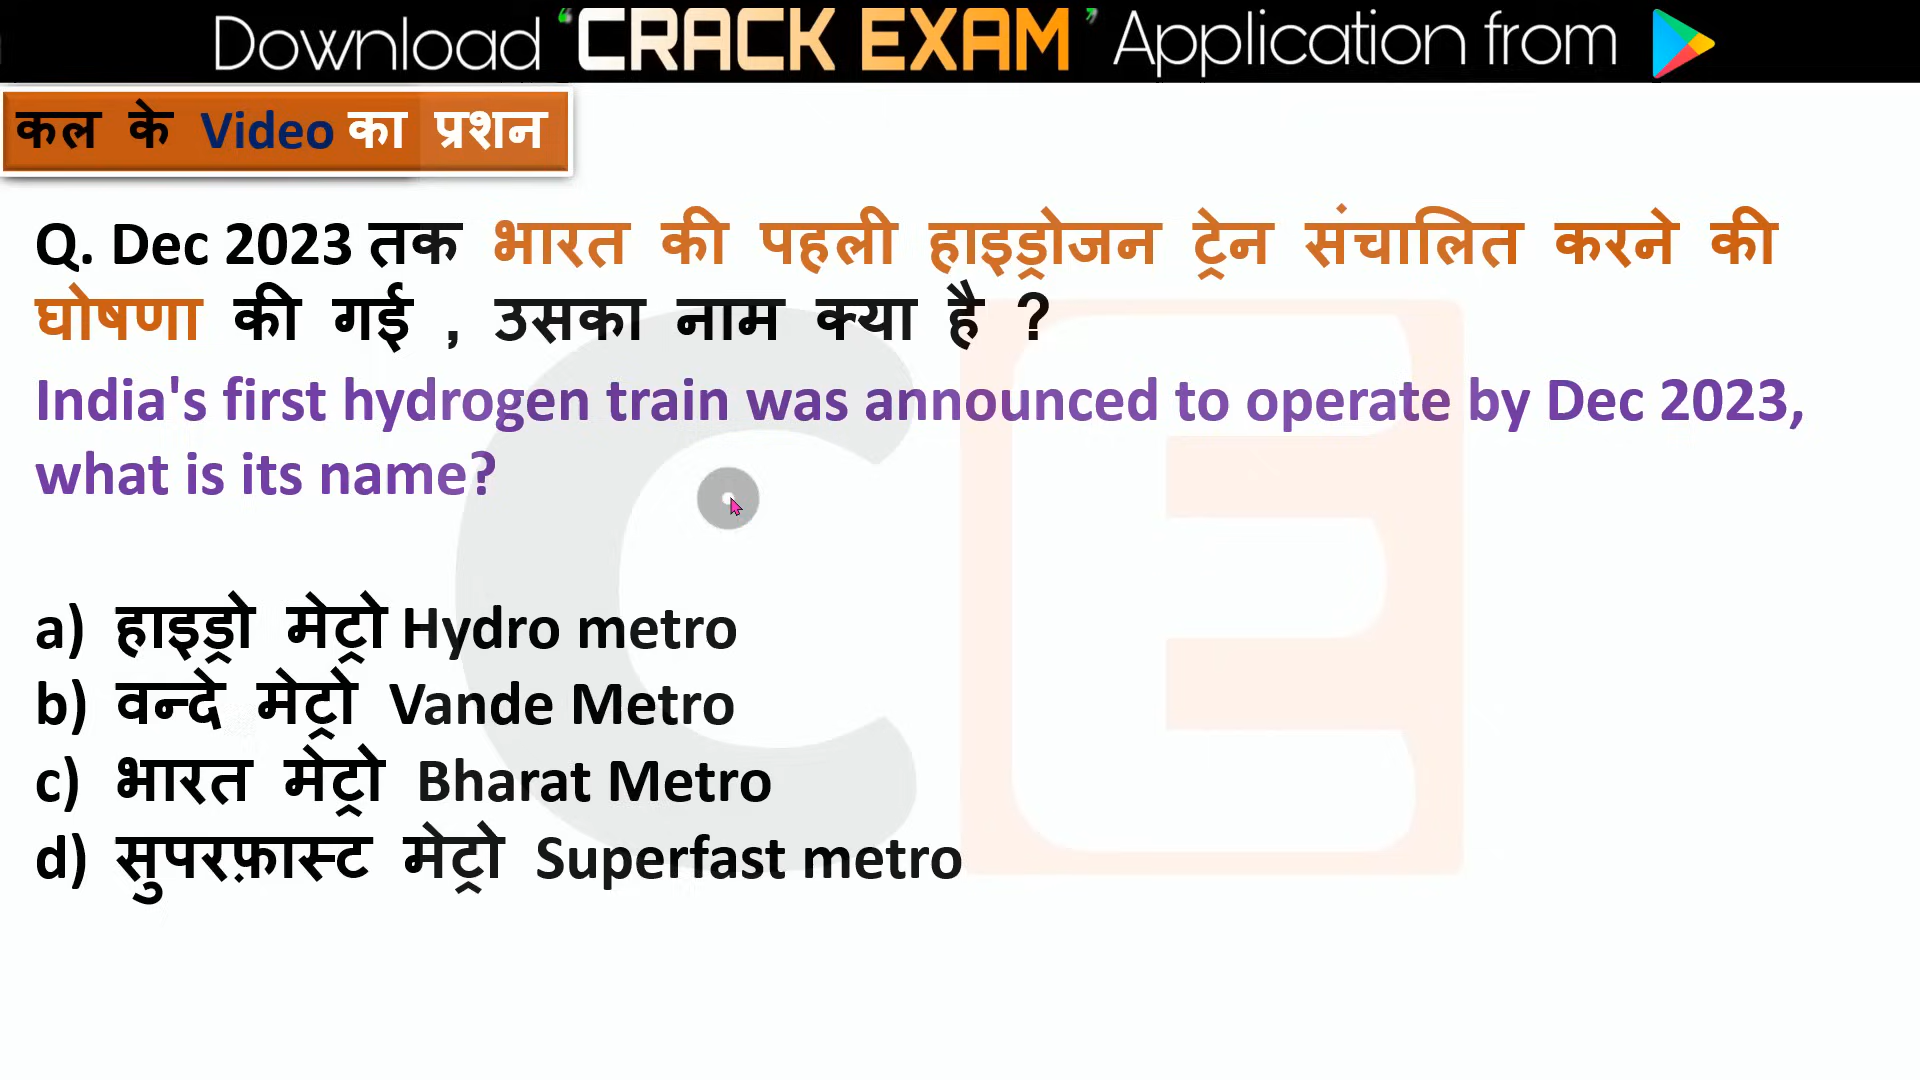 Download “CRACK EXAM” Application from
कल के Video का प्रशन
Q. Dec 2023 तक भारत की पहली हाइड्रोजन ट्रेन संचालित करने की
घोषणा की गई , उसका नाम क्या है ?
India's first hydrogen train was announced to operate by Dec 2023,
what is its name?
a) हाइड्रो मेट्रो Hydro metro
b) वन्दे मेट्रो Vande Metro
c) भारत मेट्रो Bharat Metro
d) सुपरफ़ास्ट मेट्रो Superfast metro
CE